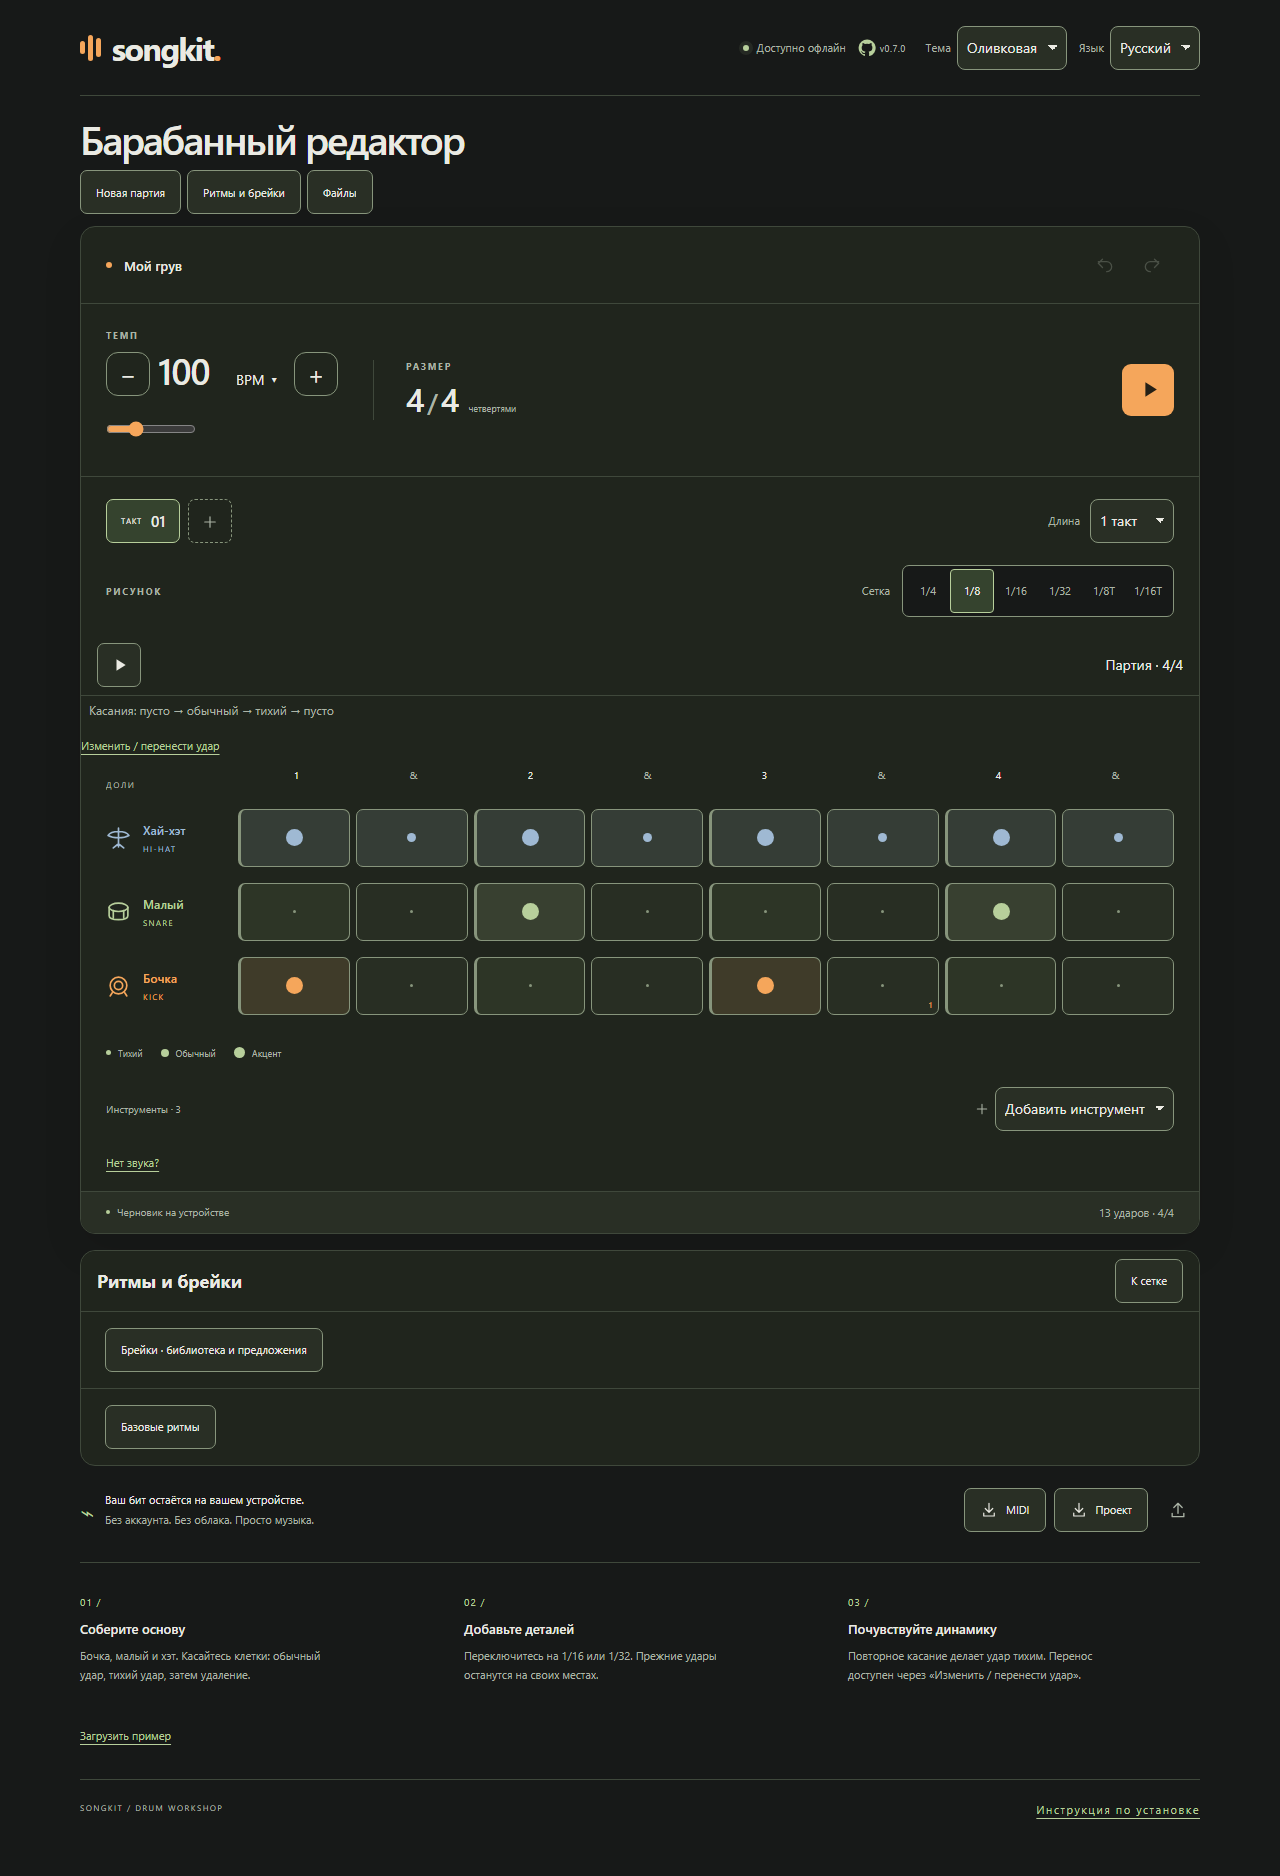 songkit.
Доступно офлайн v0.7.0 Тема Оливковая Язык Русский
Барабанный редактор
Новая партия Ритмы и брейки Файлы
Мой грув
ТЕМП
− 100 BPM ▾ +
РАЗМЕР
4/4 четвертями
ТАКТ 01 +
Длина 1 такт
РИСУНОК
Сетка 1/4 1/8 1/16 1/32 1/8T 1/16T
Партия · 4/4
Касания: пусто → обычный → тихий → пусто
Изменить / перенести удар
ДОЛИ 1 & 2 & 3 & 4 &
Хай-хэт
HI-HAT
Малый
SNARE
Бочка
KICK
1
Тихий Обычный Акцент
Инструменты · 3
+ Добавить инструмент
Нет звука?
Черновик на устройстве
13 ударов · 4/4
Ритмы и брейки
К сетке
Брейки · библиотека и предложения
Базовые ритмы
Ваш бит остаётся на вашем устройстве.
Без аккаунта. Без облака. Просто музыка.
MIDI Проект
01 /
Соберите основу
Бочка, малый и хэт. Касайтесь клетки: обычный
удар, тихий удар, затем удаление.
02 /
Добавьте деталей
Переключитесь на 1/16 или 1/32. Прежние удары
останутся на своих местах.
03 /
Почувствуйте динамику
Повторное касание делает удар тихим. Перенос
доступен через «Изменить / перенести удар».
Загрузить пример
SONGKIT / DRUM WORKSHOP
Инструкция по установке